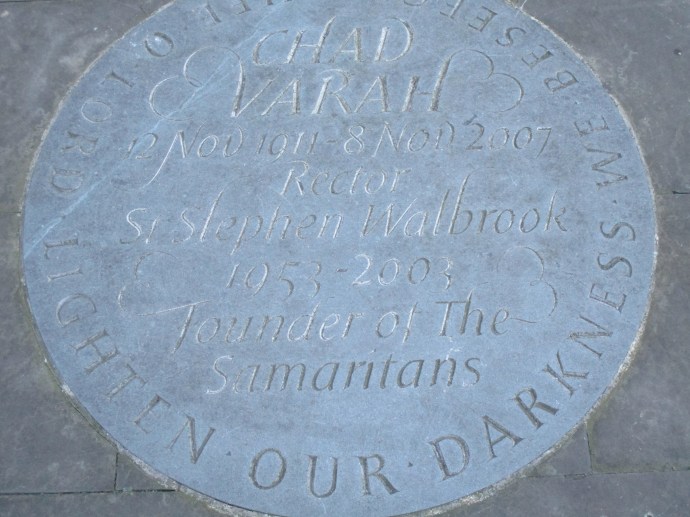 CHAD
VARAH
12 NOV 1911-8 NOV 2007
Rector
St Stephen Walbrook
1953-2003
Founder of The
Samaritans
O LORD · LIGHTEN OUR · DARKNESS · WE · BESEE